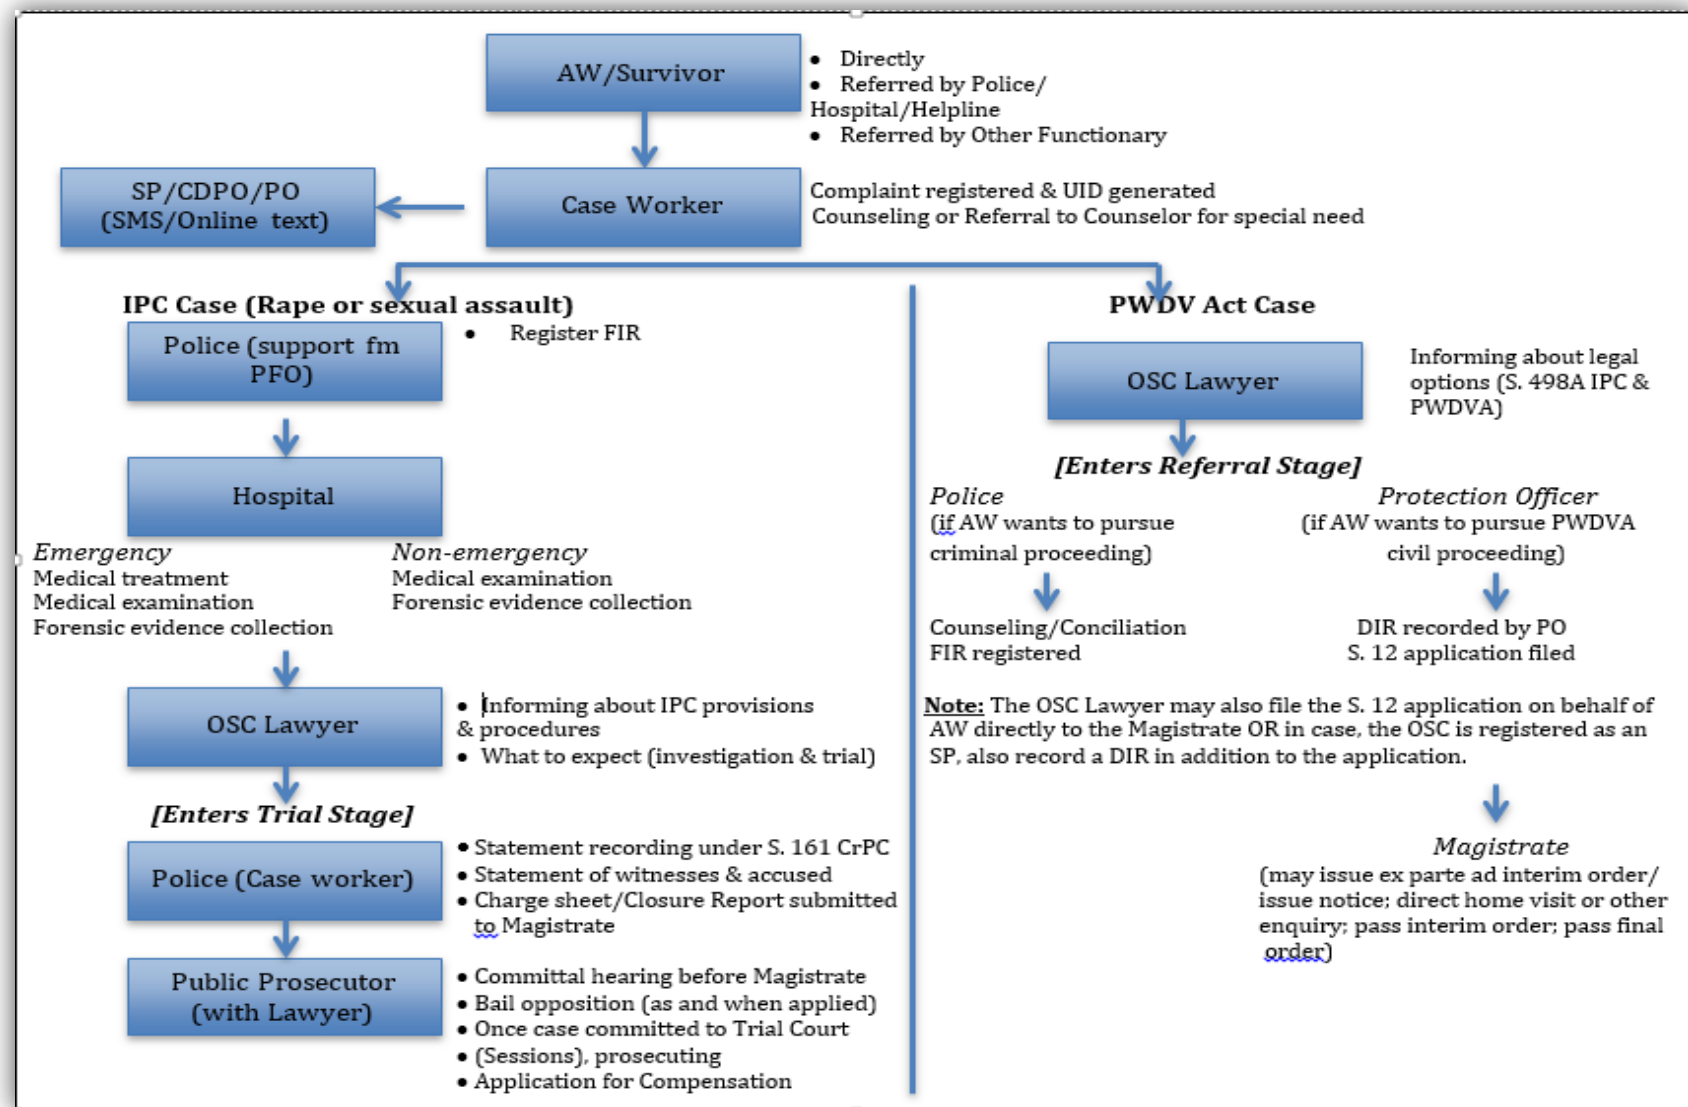 AW/Survivor
• Directly
• Referred by Police/
Hospital/Helpline
• Referred by Other Functionary
SP/CDPO/PO
(SMS/Online text)
Case Worker
Complaint registered & UID generated
Counseling or Referral to Counselor for special need
IPC Case (Rape or sexual assault)
Police (support fm
PFO)
• Register FIR
Hospital
Emergency
Medical treatment
Medical examination
Forensic evidence collection
Non-emergency
Medical examination
Forensic evidence collection
OSC Lawyer
• Informing about IPC provisions
& procedures
• What to expect (investigation & trial)
[Enters Trial Stage]
Police (Case worker)
• Statement recording under S. 161 CrPC
• Statement of witnesses & accused
• Charge sheet/Closure Report submitted
to Magistrate
Public Prosecutor
(with Lawyer)
• Committal hearing before Magistrate
• Bail opposition (as and when applied)
• Once case committed to Trial Court
• (Sessions), prosecuting
• Application for Compensation
PWDV Act Case
OSC Lawyer
Informing about legal
options (S. 498A IPC &
PWDVA)
[Enters Referral Stage]
Police
(if AW wants to pursue
criminal proceeding)
Counseling/Conciliation
FIR registered
Protection Officer
(if AW wants to pursue PWDVA
civil proceeding)
DIR recorded by PO
S. 12 application filed
Note: The OSC Lawyer may also file the S. 12 application on behalf of
AW directly to the Magistrate OR in case, the OSC is registered as an
SP, also record a DIR in addition to the application.
Magistrate
(may issue ex parte ad interim order/
issue notice; direct home visit or other
enquiry; pass interim order; pass final
order)